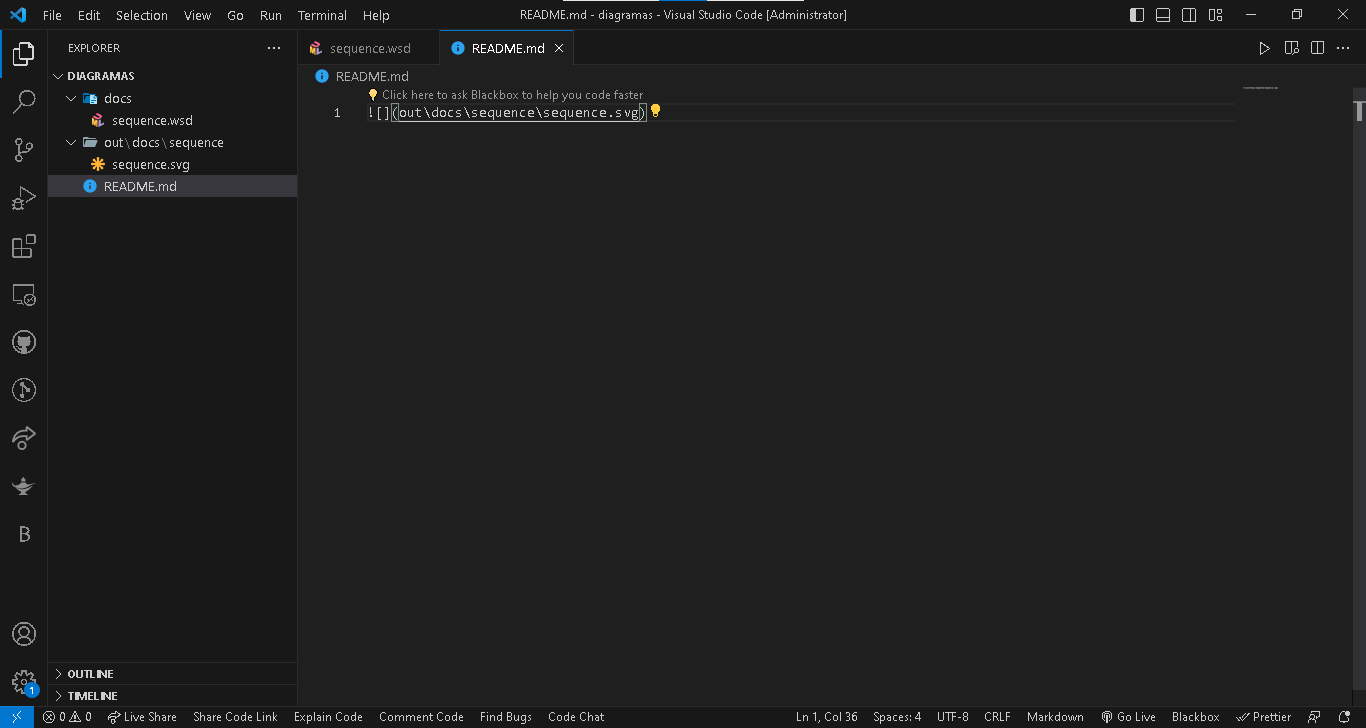 File Edit Selection View Go Run Terminal Help README.md - diagramas - Visual Studio Code [Administrator]
EXPLORER
sequence.wsd
README.md
DIAGRAMAS
docs
sequence.wsd
out\docs\sequence
sequence.svg
README.md
README.md
Click here to ask Blackbox to help you code faster
1 ![](out\docs\sequence\sequence.svg)
B
OUTLINE
TIMELINE
1
0 0 Live Share Share Code Link Explain Code Comment Code Find Bugs Code Chat Ln 1, Col 36 Spaces: 4 UTF-8 CRLF Markdown Go Live Blackbox Prettier